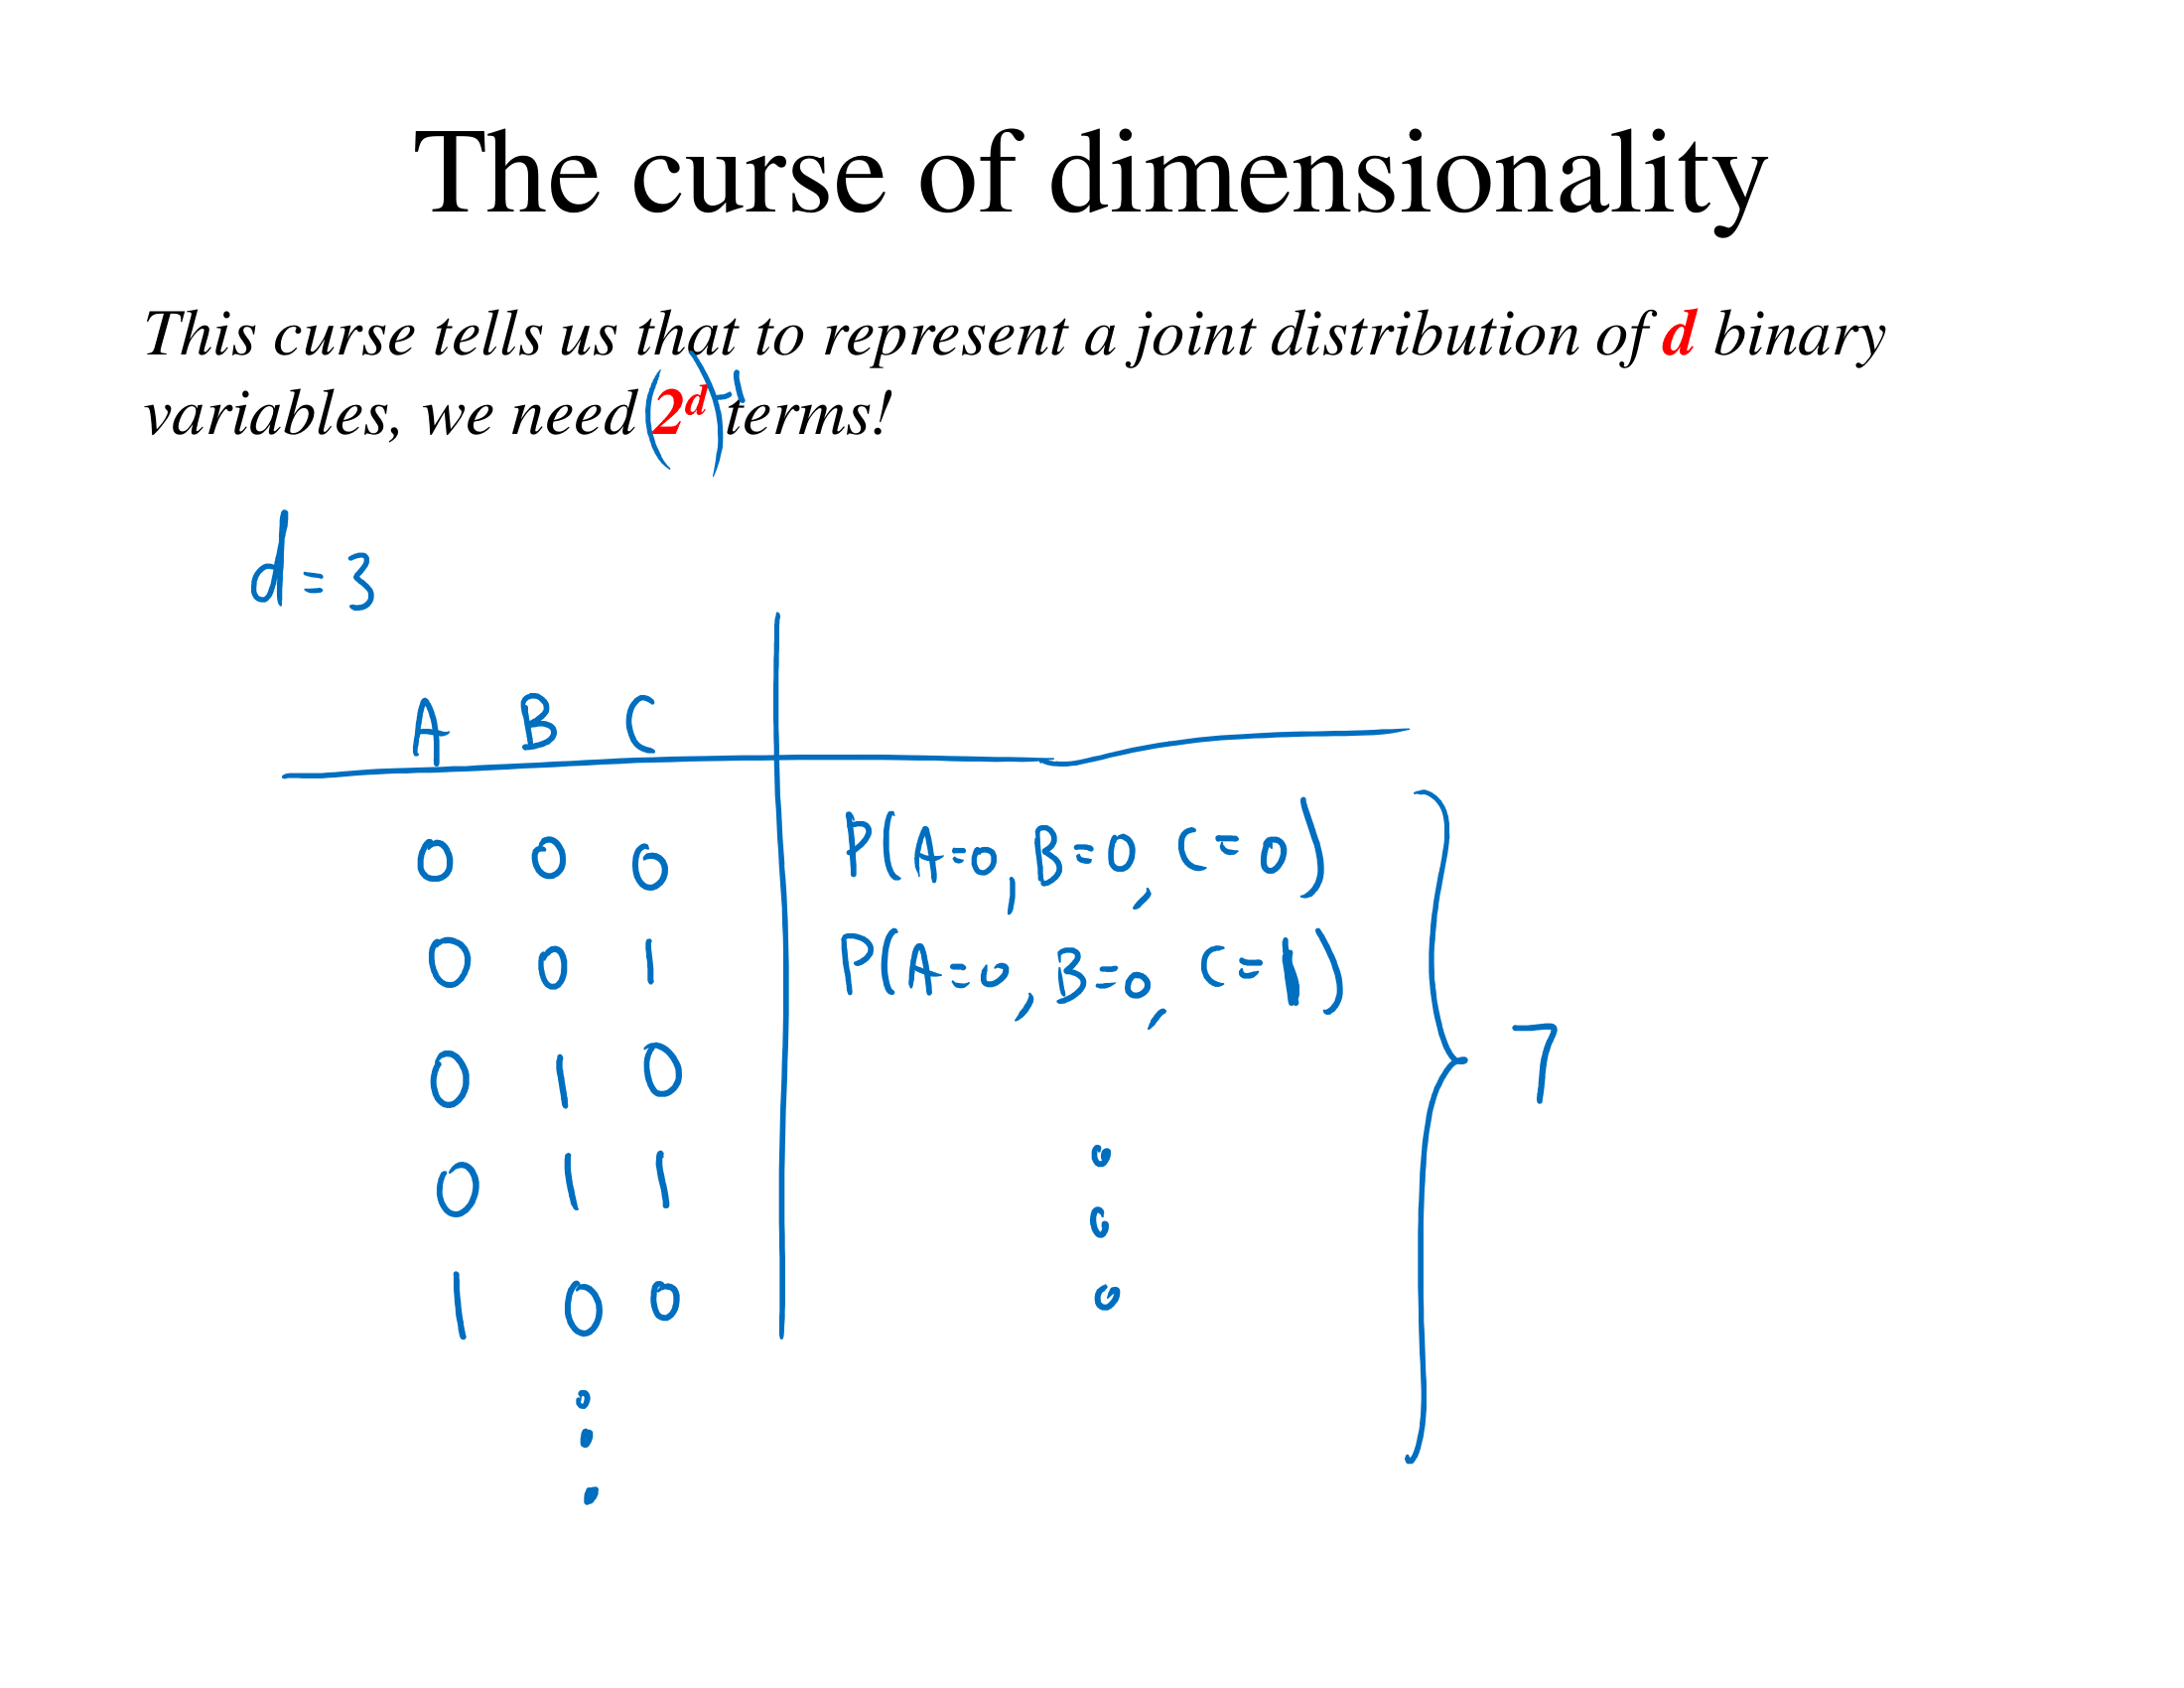 The curse of dimensionality
This curse tells us that to represent a joint distribution of d binary
variables, we need (2^d)-1 terms!
d=3
A B C
0 0 0 P(A=0, B=0, C=0)
0 0 1 P(A=0, B=0, C=1)
0 1 0
7
0 1 1
1 0 0